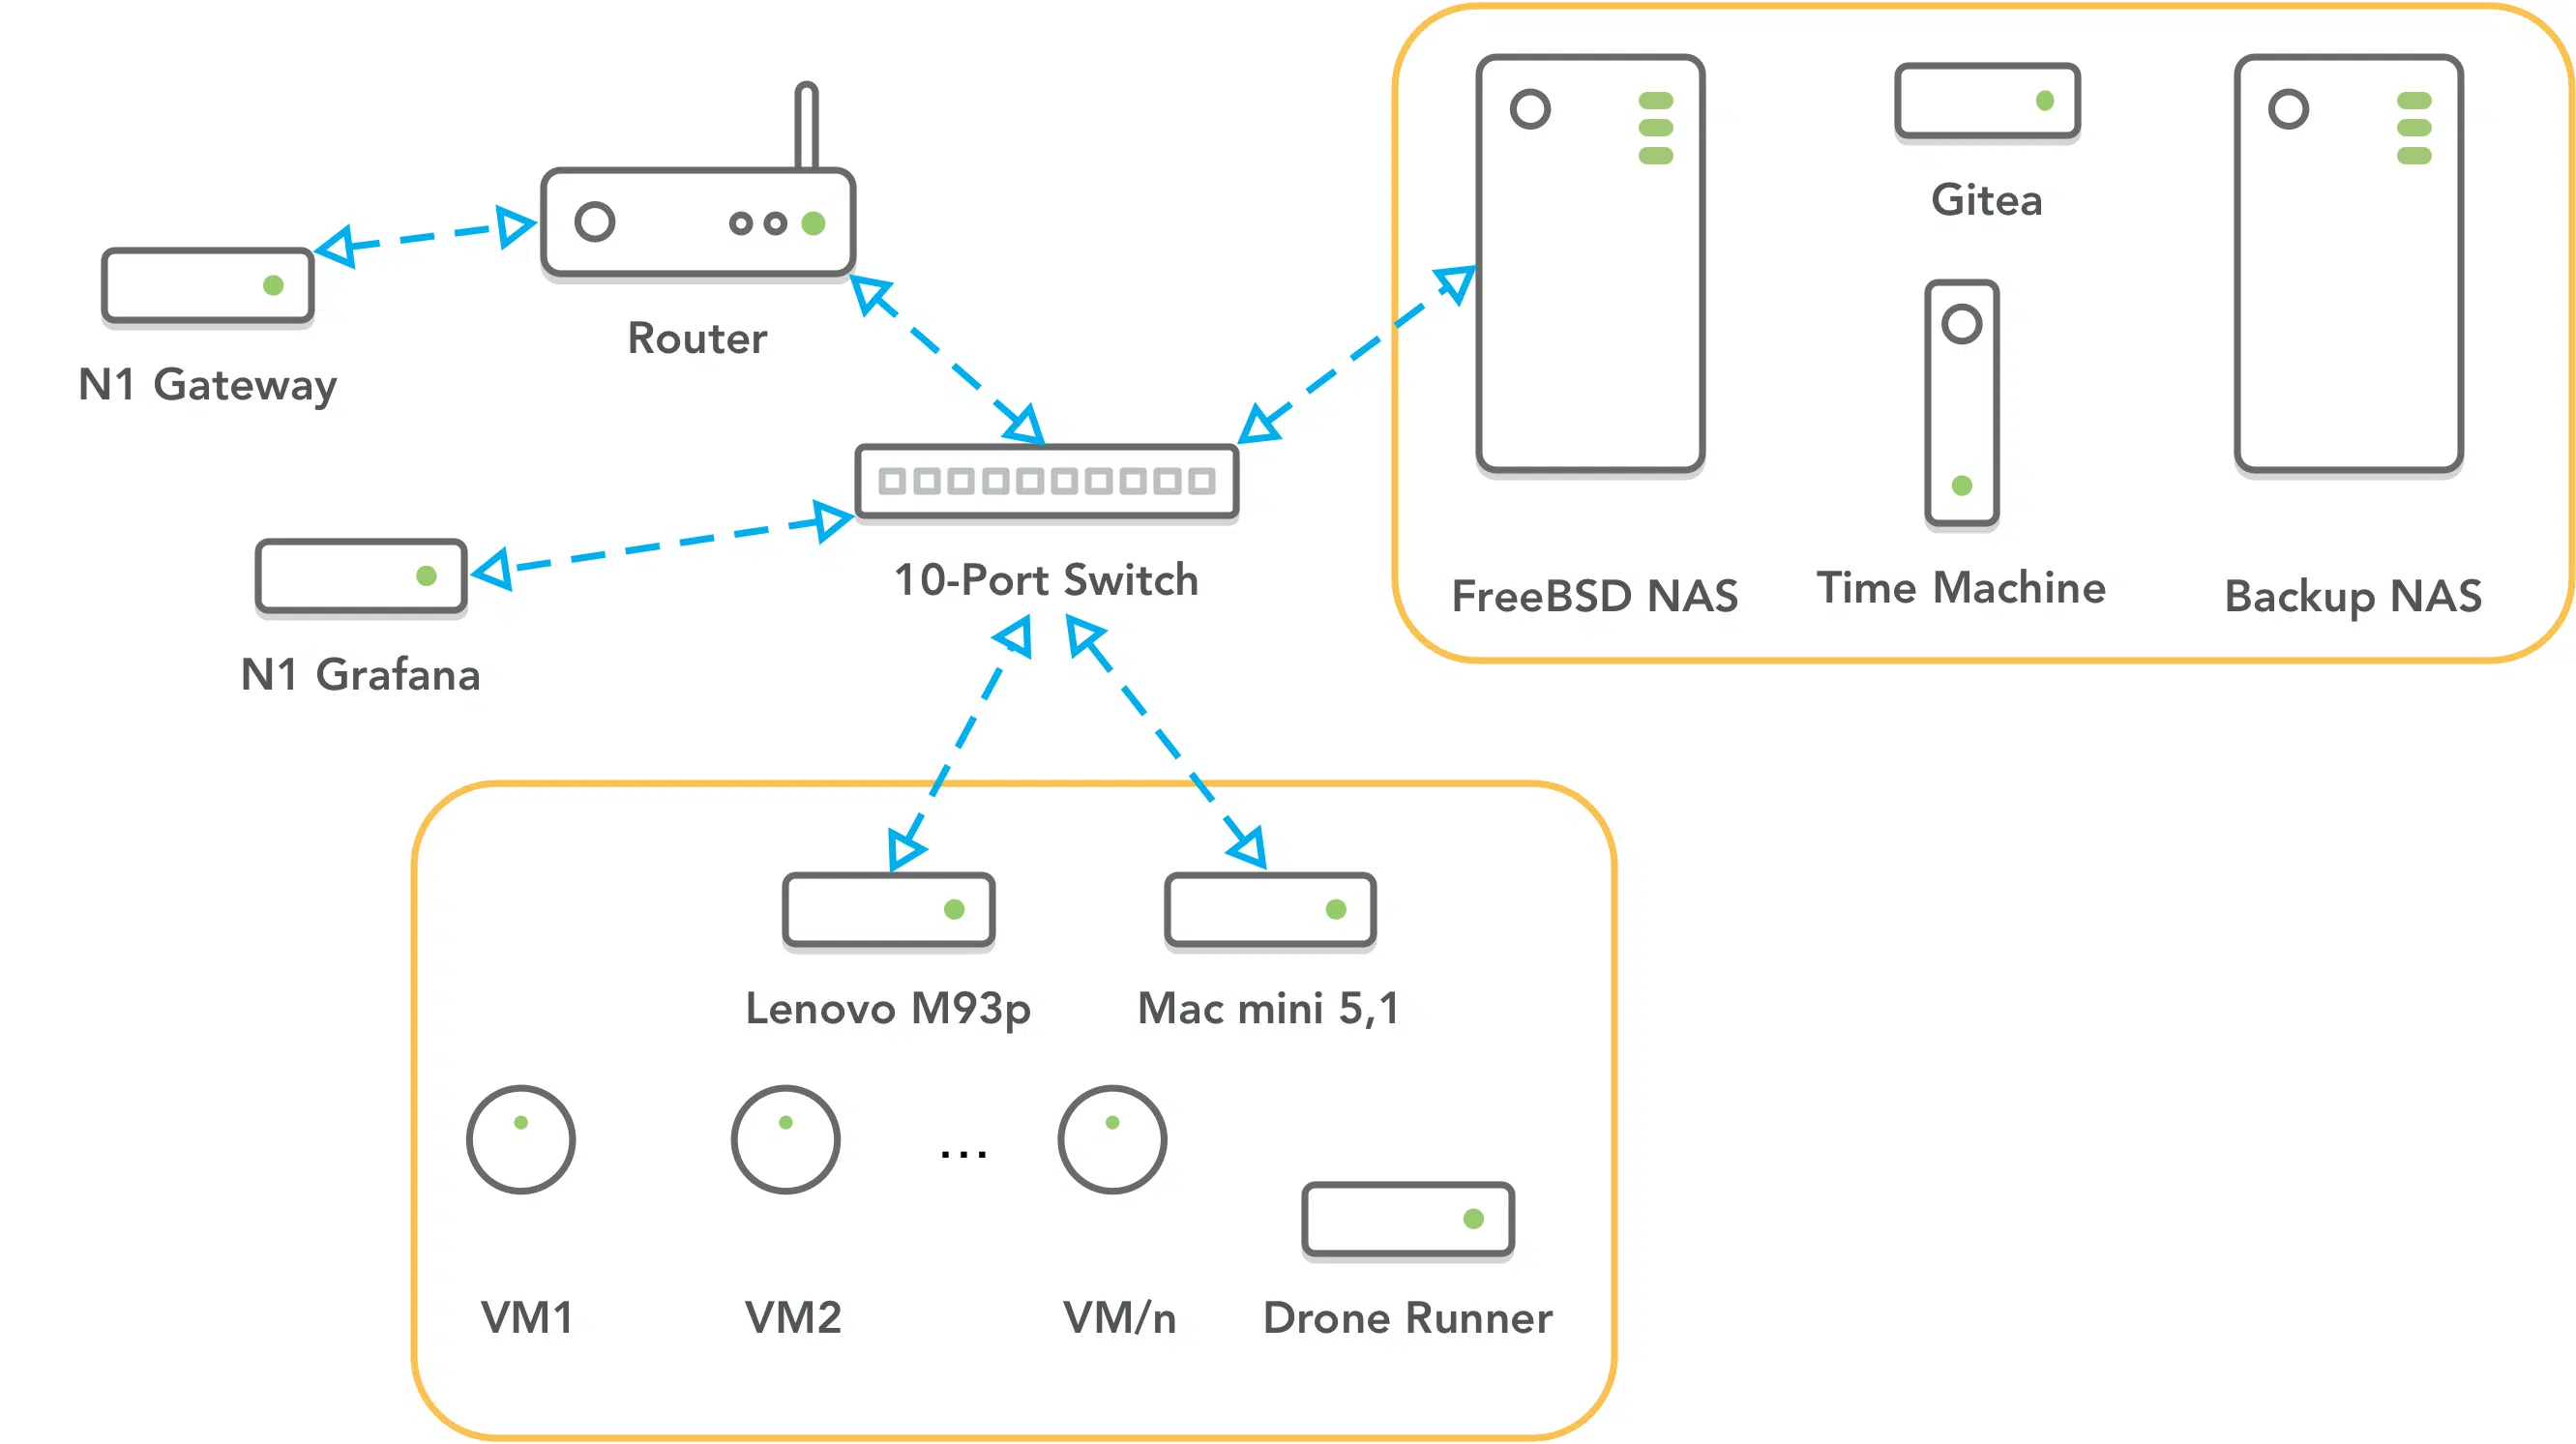 Gitea
Router
N1 Gateway
10-Port Switch
FreeBSD NAS
Time Machine
Backup NAS
N1 Grafana
Lenovo M93p
Mac mini 5,1
...
VM1
VM2
VM/n
Drone Runner